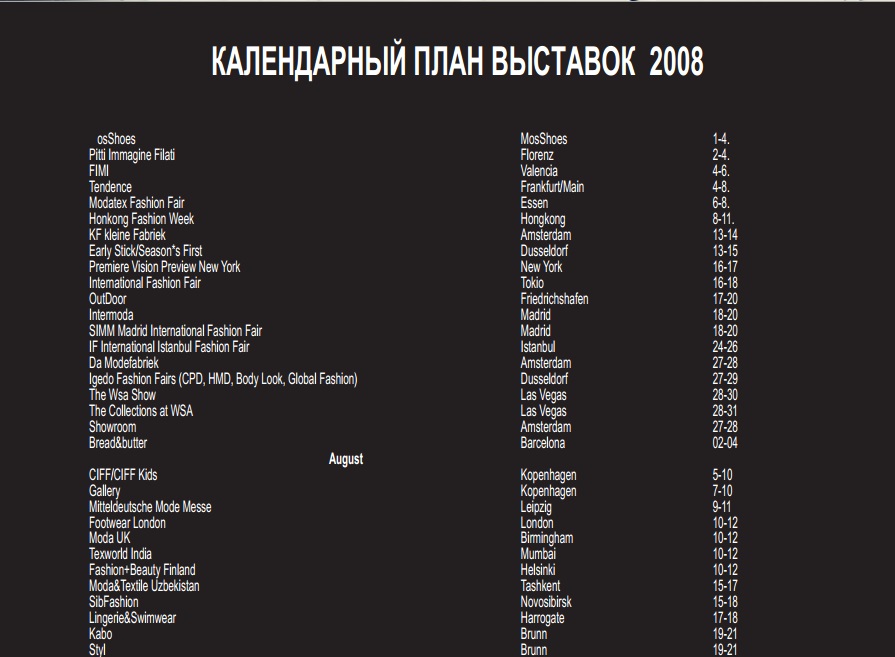 КАЛЕНДАРНЫЙ ПЛАН ВЫСТАВОК 2008
osShoes MosShoes 1-4.
Pitti Immagine Filati Florenz 2-4.
FIMI Valencia 4-6.
Tendence Frankfurt/Main 4-8.
Modatex Fashion Fair Essen 6-8.
Honkong Fashion Week Hongkong 8-11.
KF kleine Fabriek Amsterdam 13-14
Early Stick/Season*s First Dusseldorf 13-15
Premiere Vision Preview New York New York 16-17
International Fashion Fair Tokio 16-18
OutDoor Friedrichshafen 17-20
Intermoda Madrid 18-20
SIMM Madrid International Fashion Fair Madrid 18-20
IF International Istanbul Fashion Fair Istanbul 24-26
Da Modefabriek Amsterdam 27-28
Igedo Fashion Fairs (CPD, HMD, Body Look, Global Fashion) Dusseldorf 27-29
The Wsa Show Las Vegas 28-30
The Collections at WSA Las Vegas 28-31
Showroom Amsterdam 27-28
Bread&butter Barcelona 02-04
August
CIFF/CIFF Kids Kopenhagen 5-10
Gallery Kopenhagen 7-10
Mitteldeutsche Mode Messe Leipzig 9-11
Footwear London London 10-12
Moda UK Birmingham 10-12
Texworld India Mumbai 10-12
Fashion+Beauty Finland Helsinki 10-12
Moda&Textile Uzbekistan Tashkent 15-17
SibFashion Novosibirsk 15-18
Lingerie&Swimwear Harrogate 17-18
Kabo Brunn 19-21
Styl Brunn 19-21